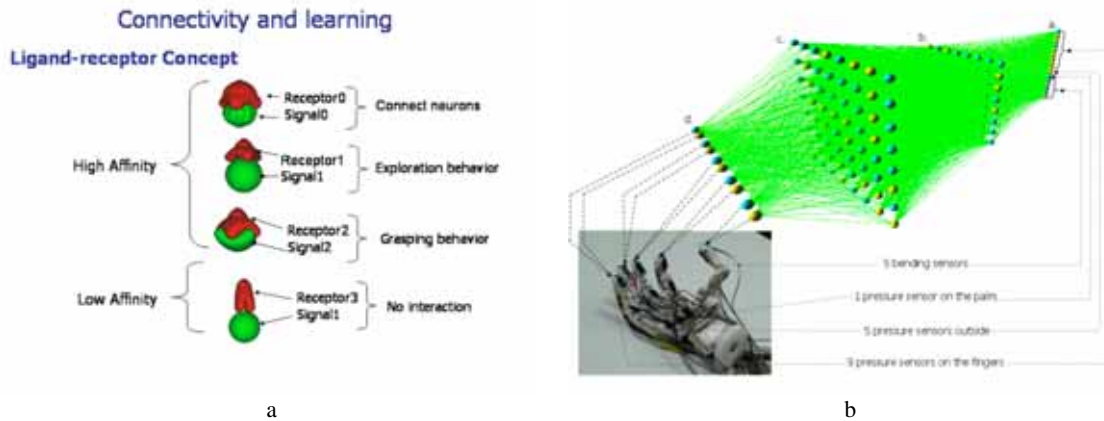 Connectivity and learning
Ligand-receptor Concept
High Affinity
Receptor0
Signal0
Connect neurons
Receptor1
Signal1
Exploration behavior
Receptor2
Signal2
Grasping behavior
Low Affinity
Receptor3
Signal1
No interaction
a
a.
b.
c.
d.
5 bending sensors
1 pressure sensor on the palm
5 pressure sensors outside
9 pressure sensors on the fingers
b